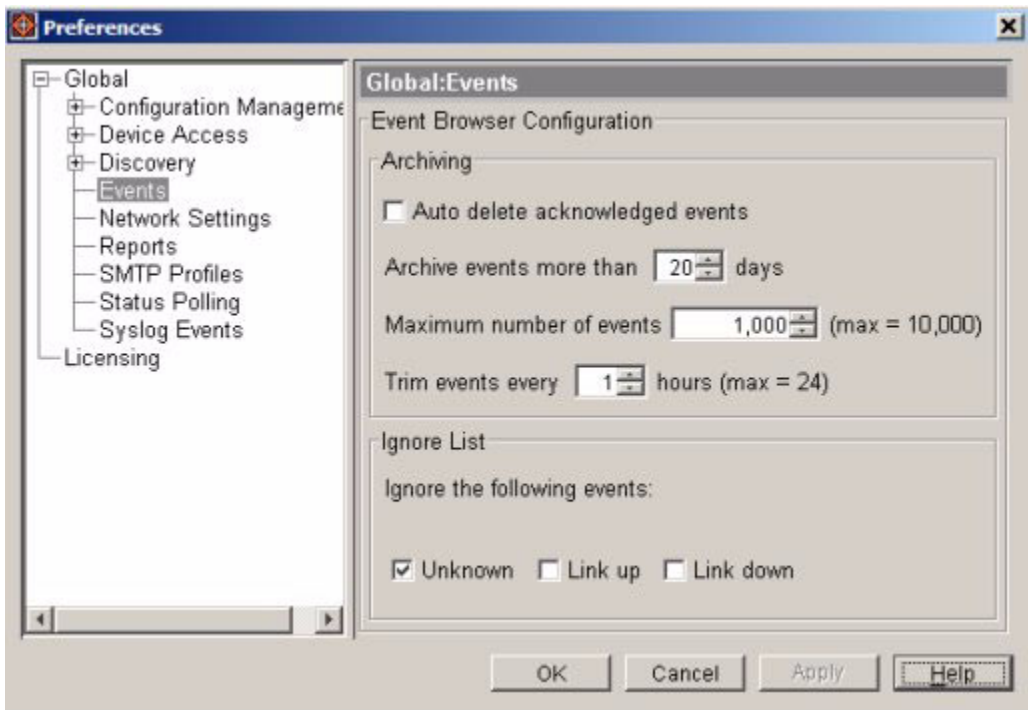 Preferences
Global
Configuration Manageme
Device Access
Discovery
Events
Network Settings
Reports
SMTP Profiles
Status Polling
Syslog Events
Licensing
Global:Events
Event Browser Configuration
Archiving
Auto delete acknowledged events
Archive events more than 20 days
Maximum number of events 1,000 (max = 10,000)
Trim events every 1 hours (max = 24)
Ignore List
Ignore the following events:
Unknown Link up Link down
OK Cancel Apply Help